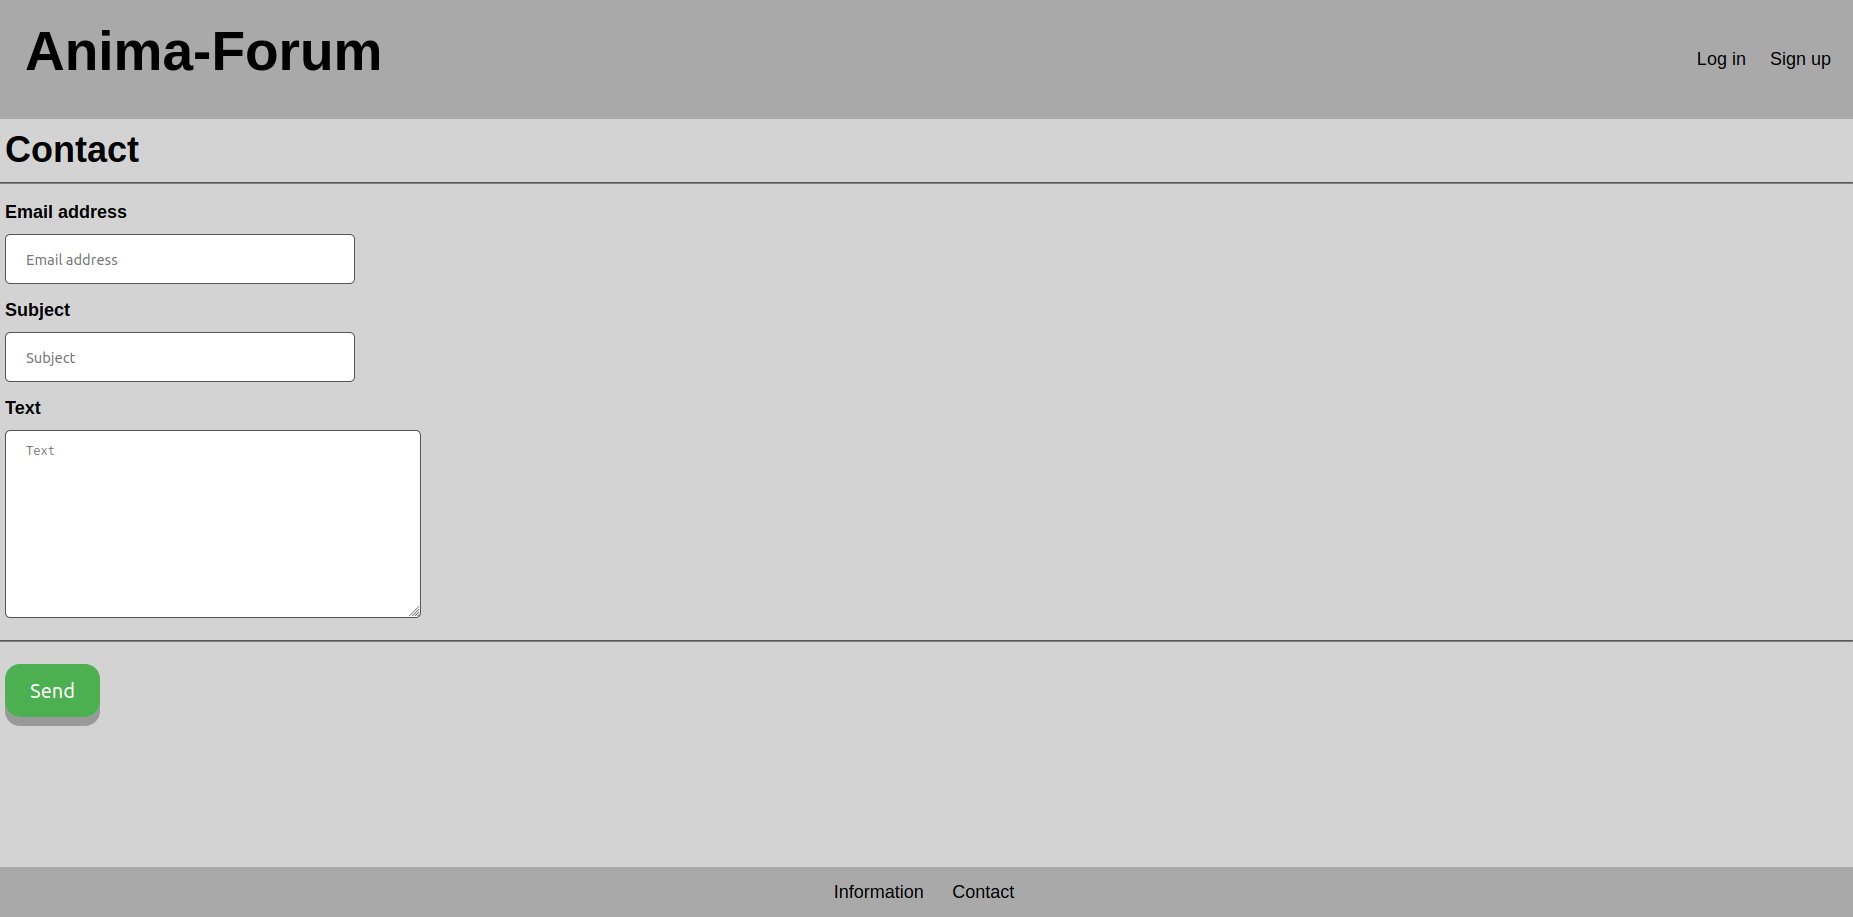 Anima-Forum
Log in Sign up
Contact
Email address
Email address
Subject
Subject
Text
Text
Send
Information Contact